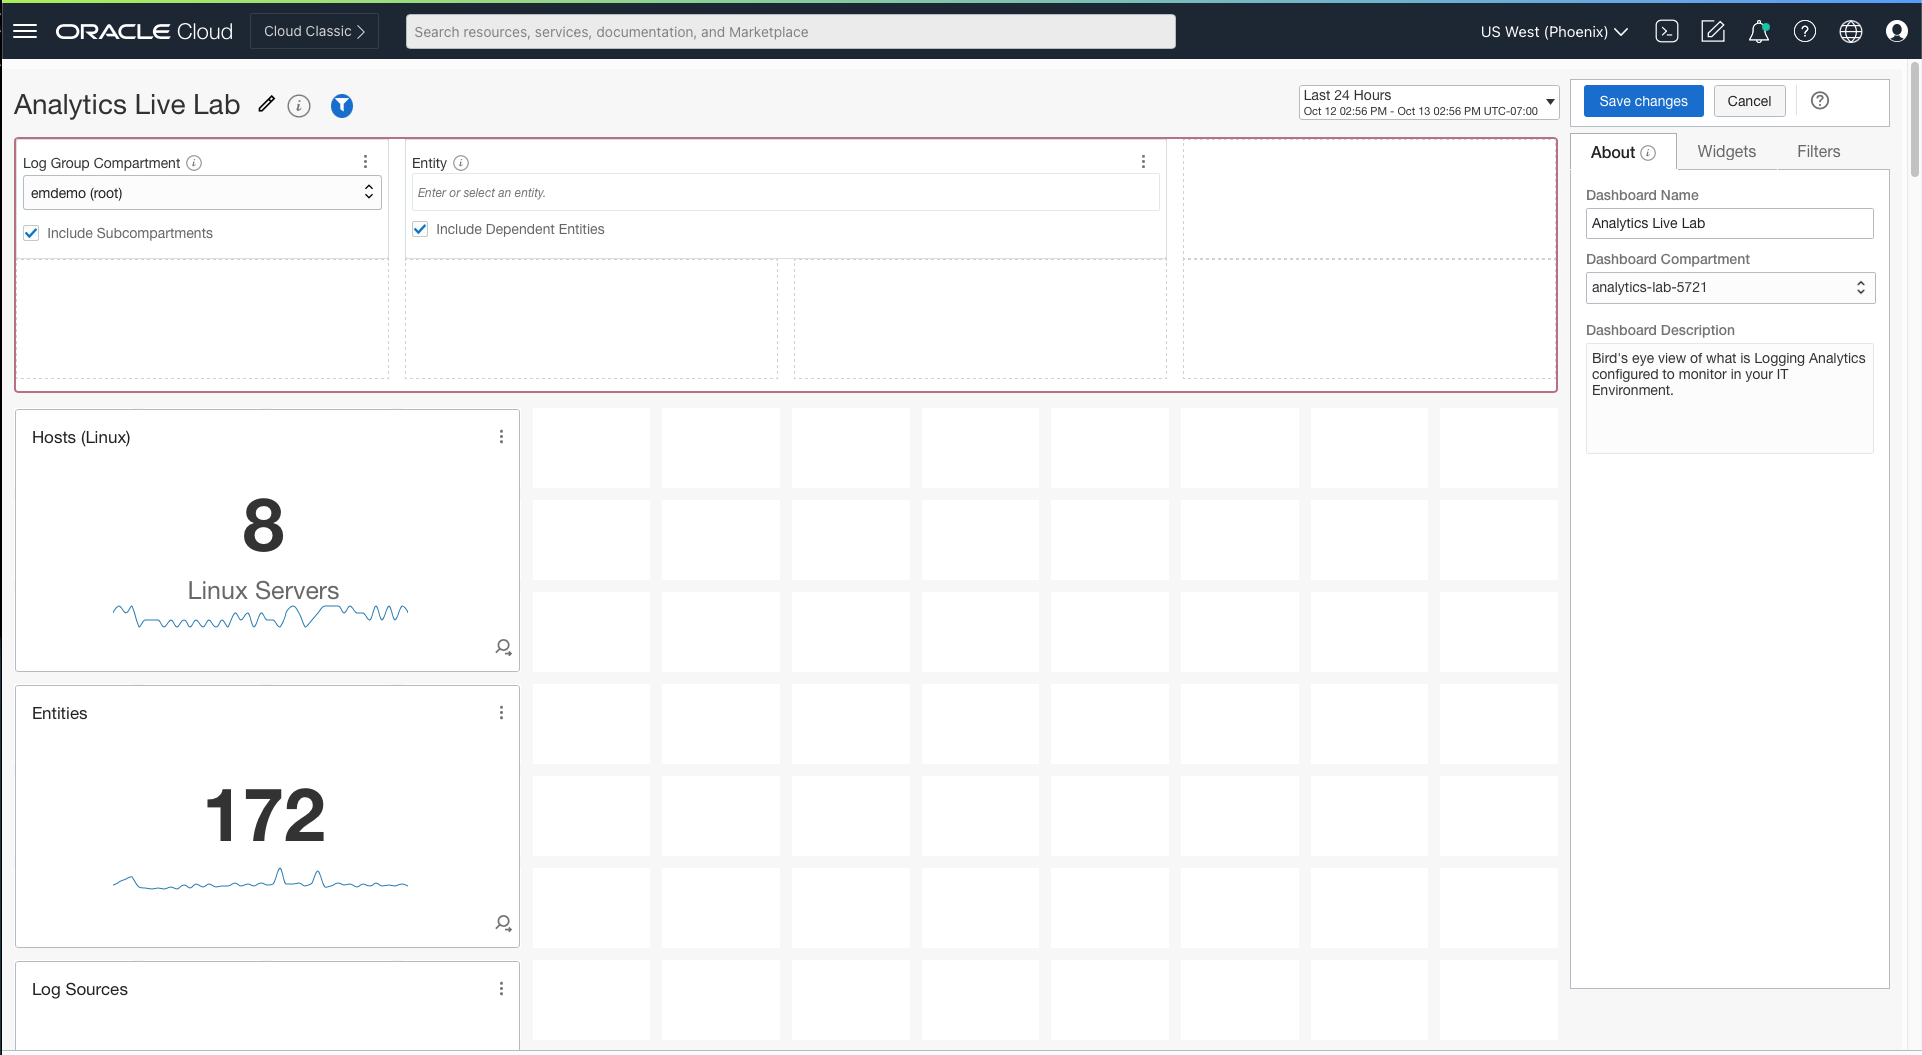 ORACLE Cloud
Cloud Classic
Search resources, services, documentation, and Marketplace
US West (Phoenix)
Analytics Live Lab
Last 24 Hours
Oct 12 02:56 PM - Oct 13 02:56 PM UTC-07:00
Save changes
Cancel
Log Group Compartment
emdemo (root)
Include Subcompartments
Entity
Enter or select an entity.
Include Dependent Entities
About
Widgets
Filters
Dashboard Name
Analytics Live Lab
Dashboard Compartment
analytics-lab-5721
Dashboard Description
Bird's eye view of what is Logging Analytics
configured to monitor in your IT
Environment.
Hosts (Linux)
8
Linux Servers
Entities
172
Log Sources